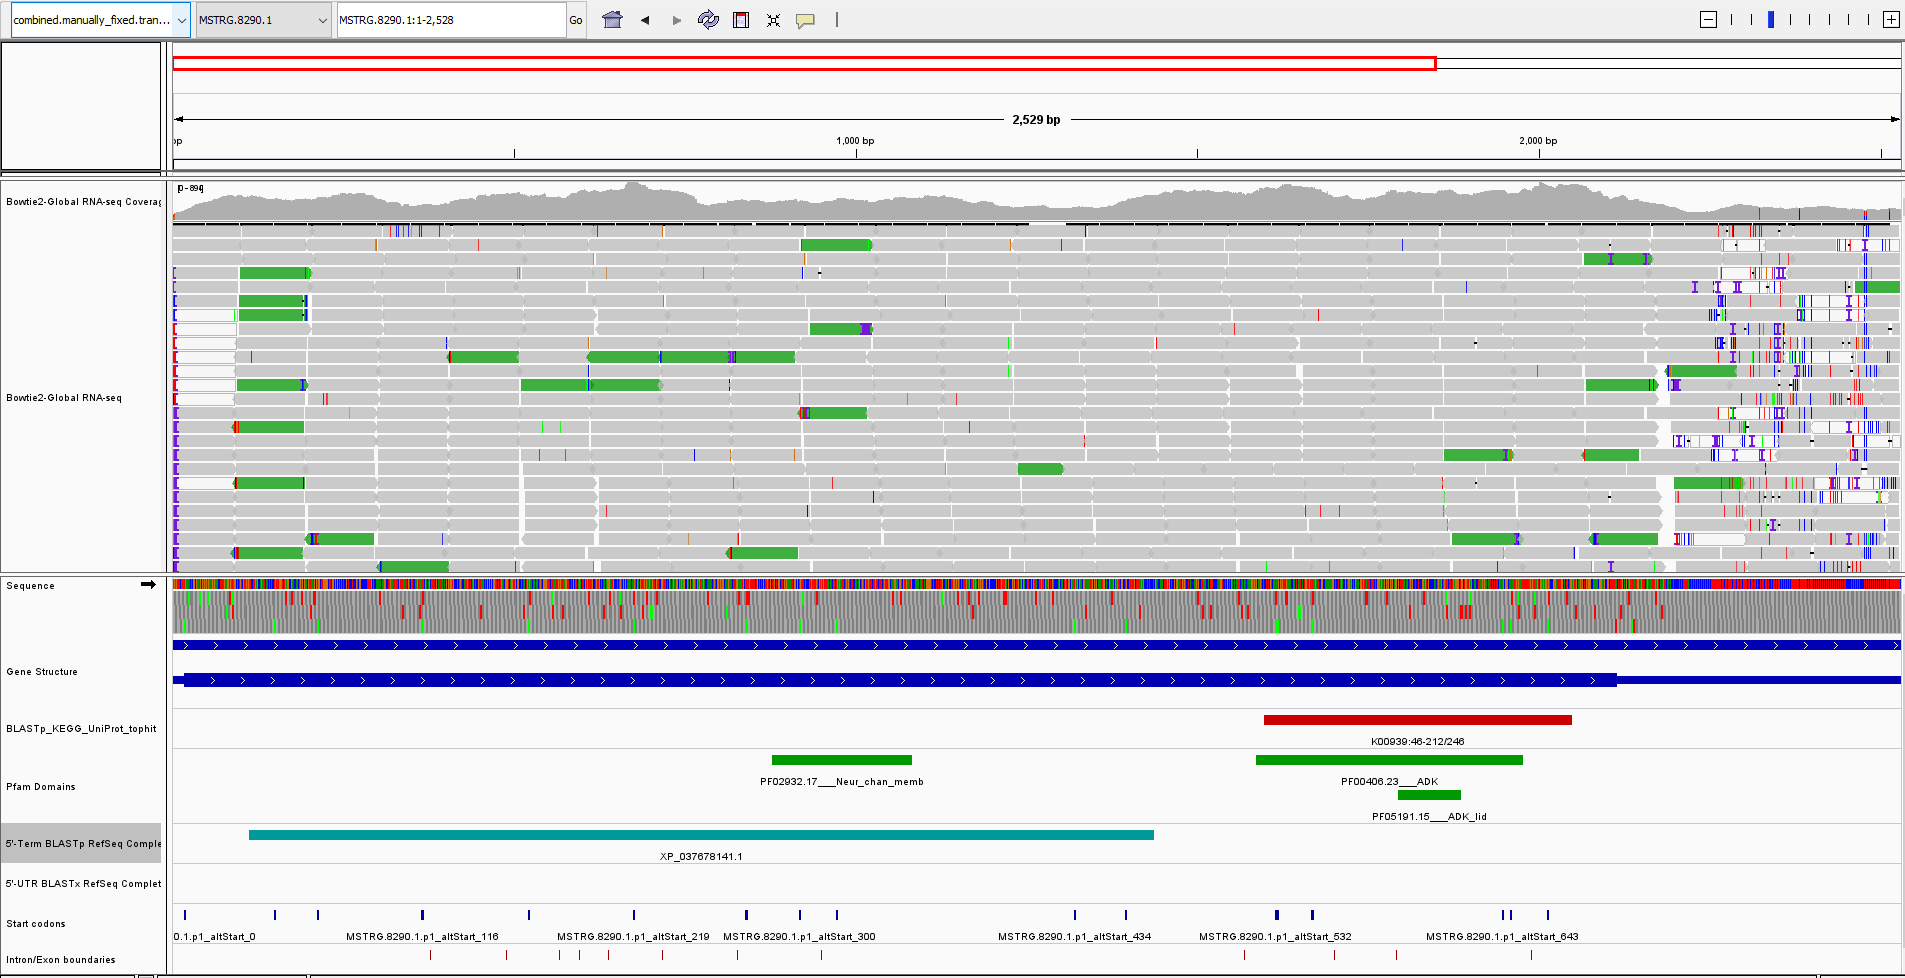 combined.manually_fixed.tran... MSTRG.8290.1 MSTRG.8290.1:1-2,528 Go
2,529 bp
bp 1,000 bp 2,000 bp
[0-894]
Bowtie2-Global RNA-seq Coverag
Bowtie2-Global RNA-seq
Sequence
Gene Structure
BLASTp_KEGG_UniProt_tophit
K00939:46-212/246
Pfam Domains
PF02932.17___Neur_chan_memb PF00406.23___ADK
PF05191.15___ADK_lid
5'-Term BLASTp RefSeq Comple
XP_037678141.1
5'-UTR BLASTx RefSeq Complet
Start codons
0.1.p1_altStart_0 MSTRG.8290.1.p1_altStart_116 MSTRG.8290.1.p1_altStart_219 MSTRG.8290.1.p1_altStart_300 MSTRG.8290.1.p1_altStart_434 MSTRG.8290.1.p1_altStart_532 MSTRG.8290.1.p1_altStart_643
Intron/Exon boundaries